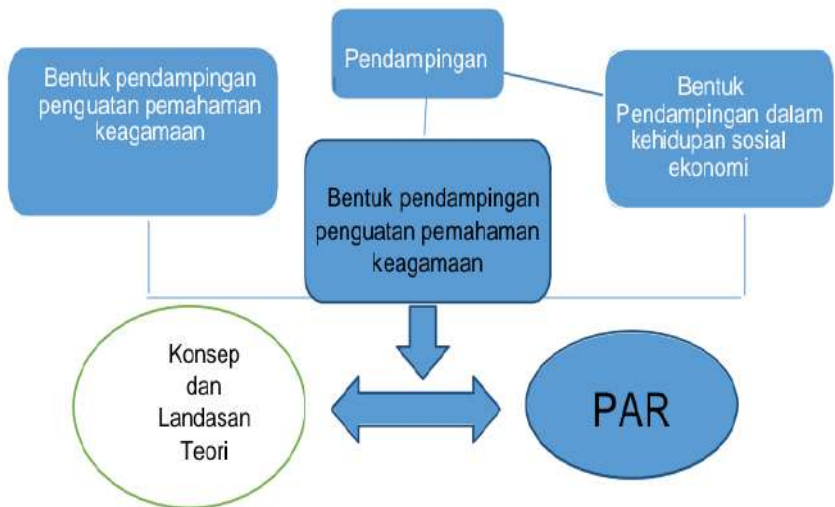 Pendampingan
Bentuk pendampingan
penguatan pemahaman
keagamaan
Bentuk
Pendampingan dalam
kehidupan sosial
ekonomi
Bentuk pendampingan
penguatan pemahaman
keagamaan
Konsep
dan
Landasan
Teori
PAR